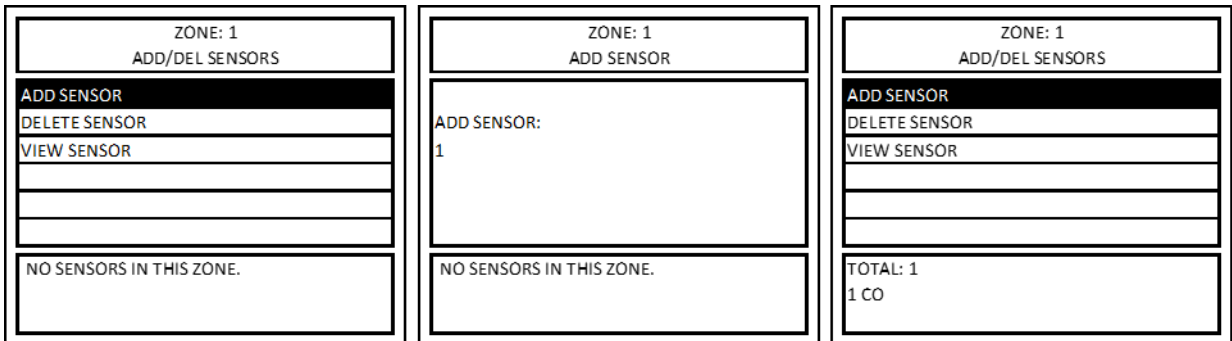 ZONE: 1
ADD/DEL SENSORS
ADD SENSOR
DELETE SENSOR
VIEW SENSOR
NO SENSORS IN THIS ZONE.
ZONE: 1
ADD SENSOR
ADD SENSOR:
1
NO SENSORS IN THIS ZONE.
ZONE: 1
ADD/DEL SENSORS
ADD SENSOR
DELETE SENSOR
VIEW SENSOR
TOTAL: 1
1 CO